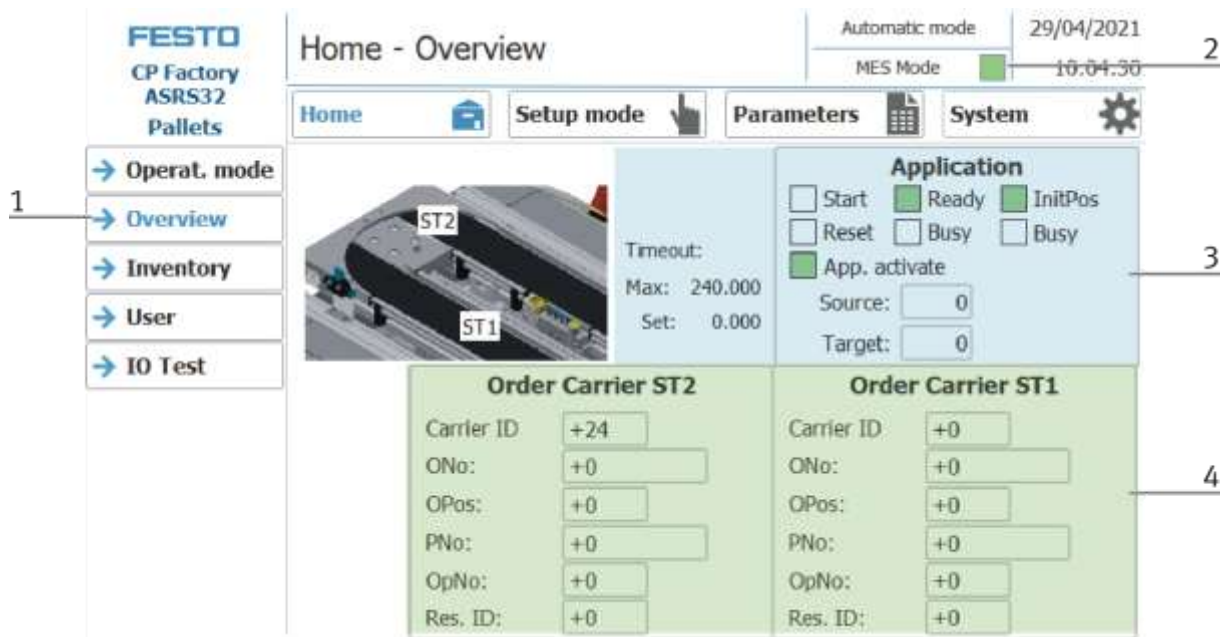 FESTO
CP Factory
ASRS32
Pallets
Home - Overview
Automatic mode
29/04/2021
MES Mode
10:04:30
2
Home
Setup mode
Parameters
System
1
Operat. mode
Overview
Inventory
User
IO Test
ST2
ST1
Timeout:
Max: 240.000
Set: 0.000
Application
Start Ready InitPos
Reset Busy Busy
App. activate
Source: 0
Target: 0
3
Order Carrier ST2
Carrier ID +24
ONo: +0
OPos: +0
PNo: +0
OpNo: +0
Res. ID: +0
Order Carrier ST1
Carrier ID +0
ONo: +0
OPos: +0
PNo: +0
OpNo: +0
Res. ID: +0
4